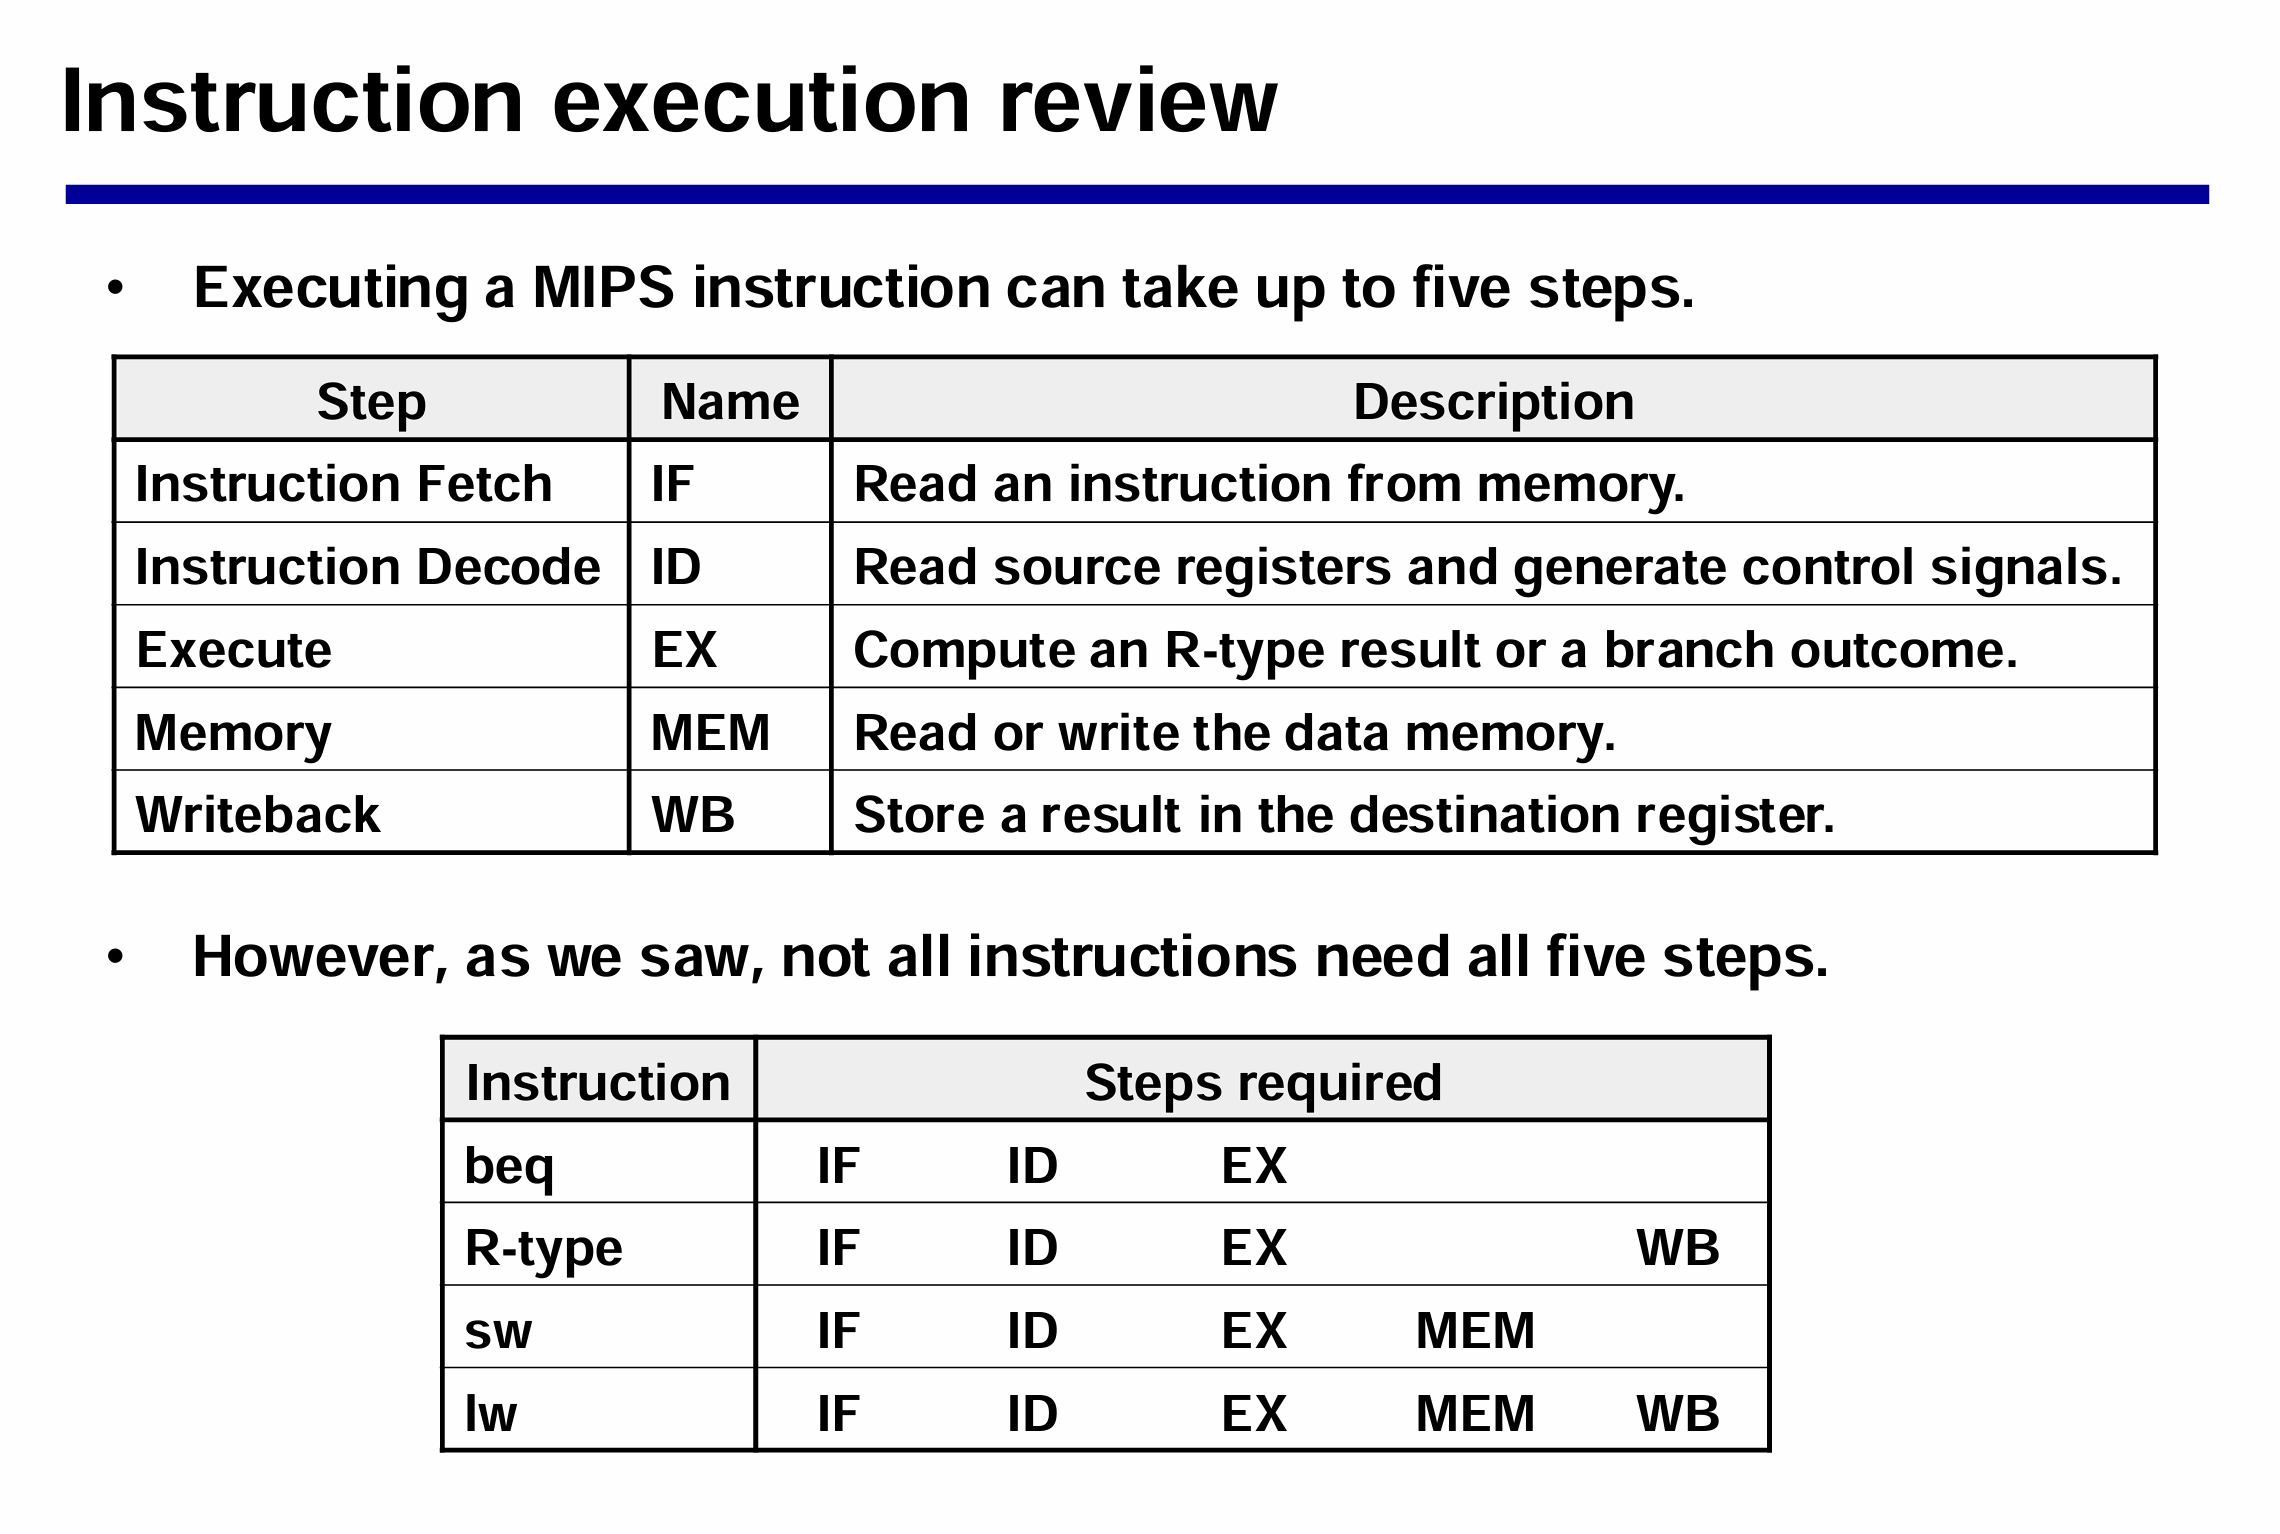 Instruction execution review
• Executing a MIPS instruction can take up to five steps.
Step Name Description
Instruction Fetch IF Read an instruction from memory.
Instruction Decode ID Read source registers and generate control signals.
Execute EX Compute an R-type result or a branch outcome.
Memory MEM Read or write the data memory.
Writeback WB Store a result in the destination register.
• However, as we saw, not all instructions need all five steps.
Instruction Steps required
beq IF ID EX
R-type IF ID EX WB
sw IF ID EX MEM
lw IF ID EX MEM WB